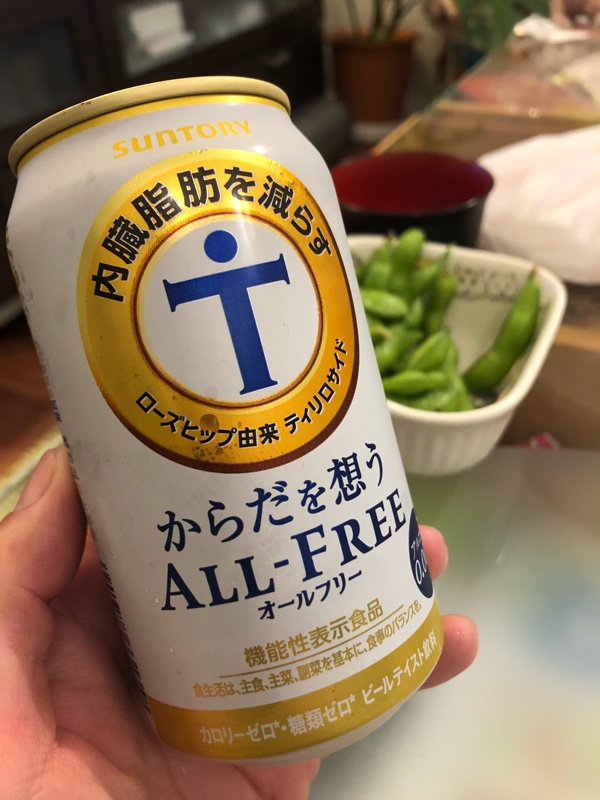 SUNTORY
内臓脂肪を減らす
ローズヒップ由来 ティリロサイド
からだを想う
ALL-FREE
オールフリー
機能性表示食品
食生活は、主食、主菜、副菜を基本に、食事のバランスを。
カロリーゼロ*・糖類ゼロ* ビールテイスト飲料